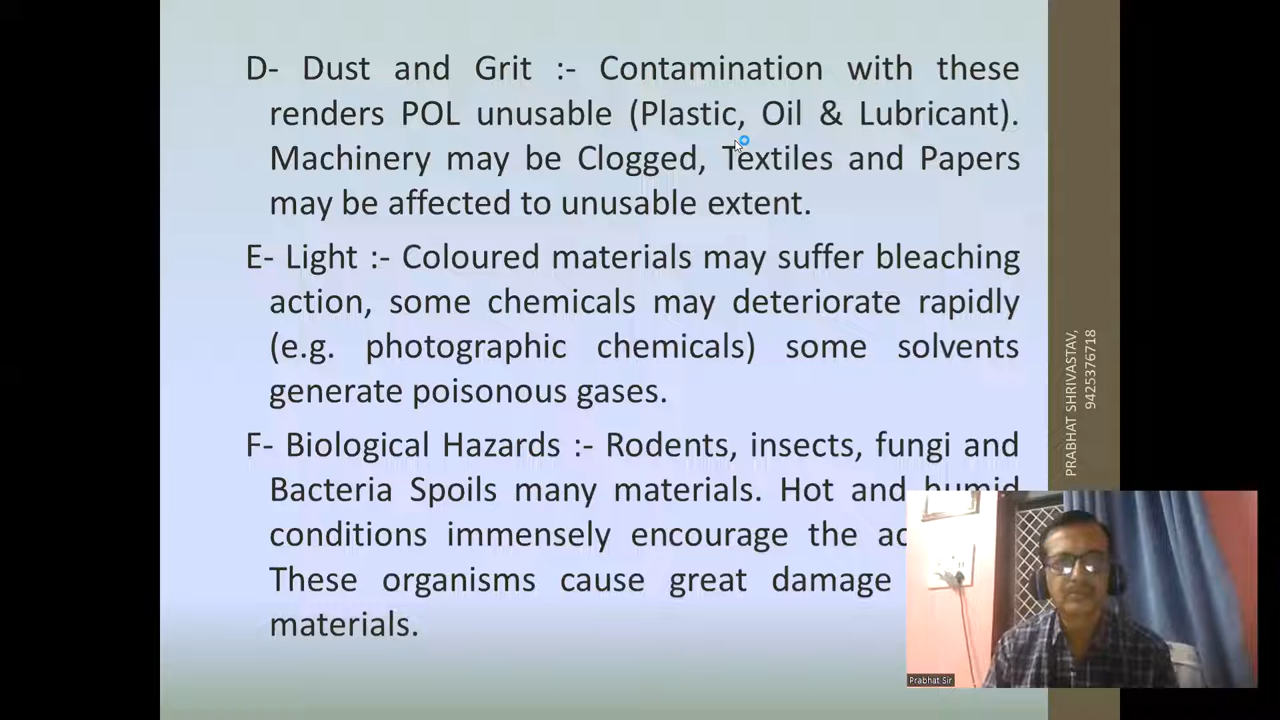 D- Dust and Grit :- Contamination with these
renders POL unusable (Plastic, Oil & Lubricant).
Machinery may be Clogged, Textiles and Papers
may be affected to unusable extent.
E- Light :- Coloured materials may suffer bleaching
action, some chemicals may deteriorate rapidly
(e.g. photographic chemicals) some solvents
generate poisonous gases.
F- Biological Hazards :- Rodents, insects, fungi and
Bacteria Spoils many materials. Hot and humid
conditions immensely encourage the
These organisms cause great damage
materials.
PRABHAT SHRIVASTAV,
9425376718
Prabhat Sir